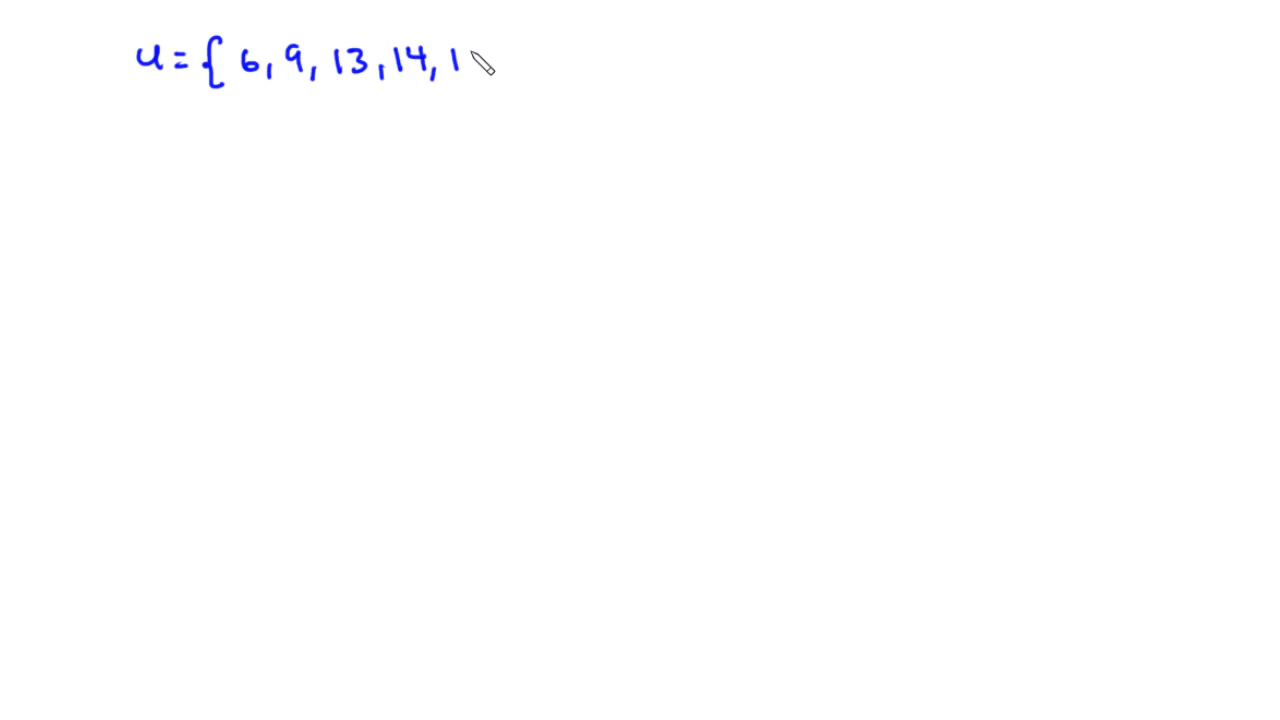 u = { 6, 9, 13, 14, 1